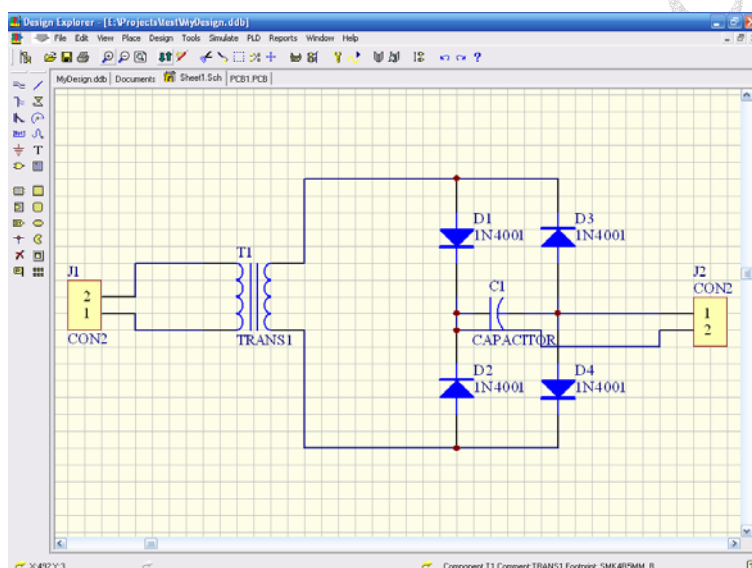 Design Explorer - [E:\Projects\test\MyDesign.ddb]
File Edit View Place Design Tools Simulate PLD Reports Window Help
MyDesign.ddb Documents Sheet1.Sch PCB1.PCB
T
D1
1N4001
D3
1N4001
T1
TRANS1
J1
2
1
CON2
C1
CAPACITOR
J2
CON2
1
2
D2
1N4001
D4
1N4001
X:492 Y:3
Component T1 Comment:TRANS1 Footprint: SMK4B5MM_B